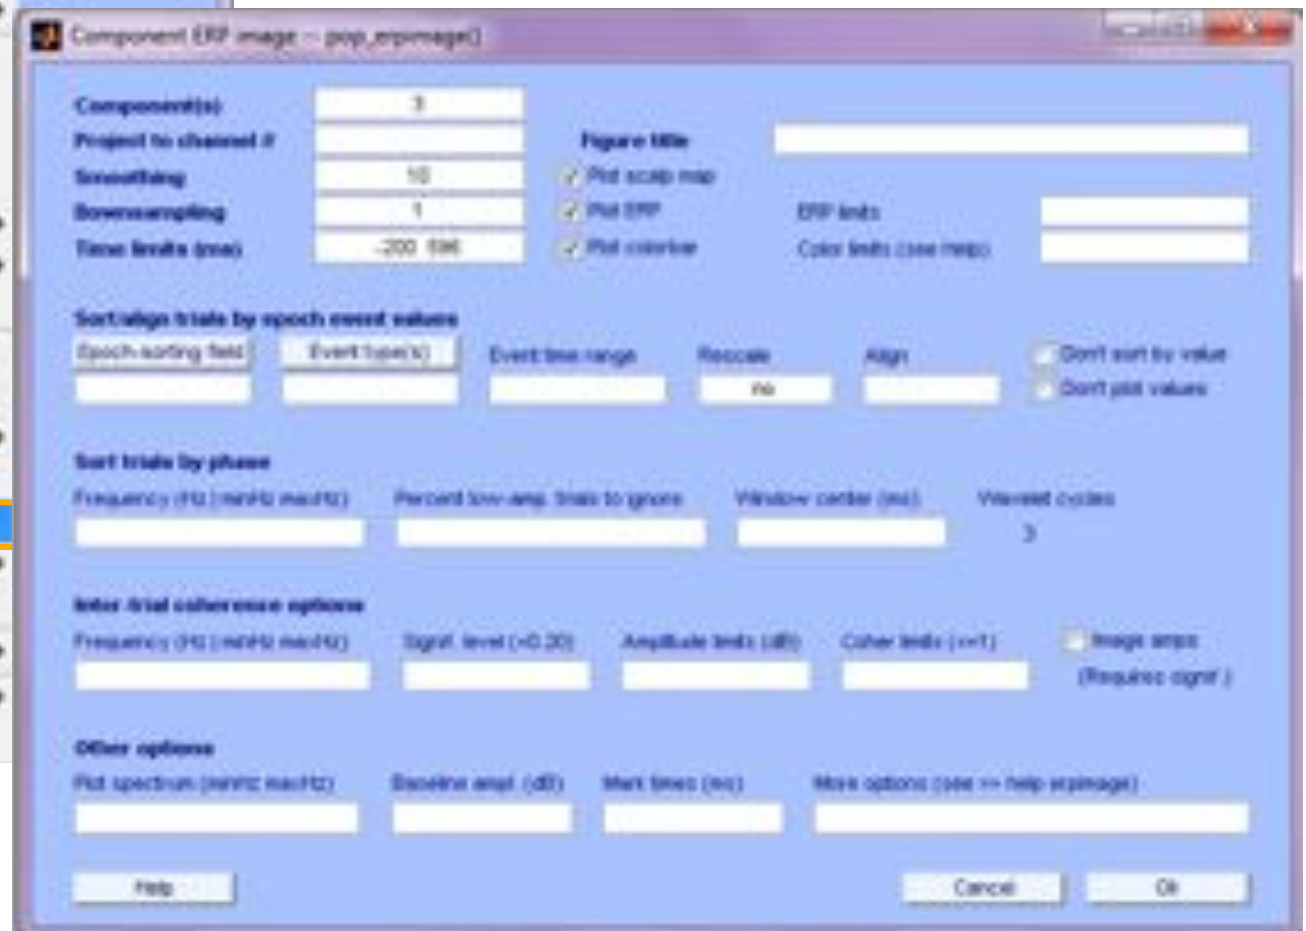 Component ERP image -- pop_erpimage()
Component(s) 3
Project to channel # Figure title
Smoothing 10 Plot scalp map
Downsampling 1 Plot ERP ERP limits
Time limits (ms) -200 596 Plot colorbar Color limits (see Help)
Sort/align trials by epoch event values
Epoch-sorting field Event type(s) Event time range Rescale Align Don't sort by value
no Don't plot values
Sort trials by phase
Frequency (Hz | minHz maxHz) Percent low-amp. trials to ignore Window center (ms) Wavelet cycles
3
Inter-trial coherence options
Frequency (Hz | minHz maxHz) Signif. level (<0.20) Amplitude limits (dB) Coher limits (<=1) Image amps
(Requires signif.)
Other options
Plot spectrum (minHz maxHz) Baseline ampl. (dB) Mark times (ms) More options (see >> help erpimage)
Help Cancel Ok